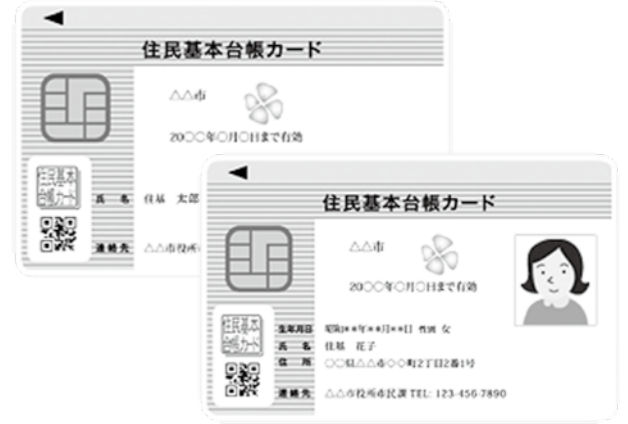 住民基本台帳カード
△△市
20○○年○月○日まで有効
住民基本
台帳カード
氏 名 住基 太郎
連絡先 △△市役所
住民基本台帳カード
△△市
20○○年○月○日まで有効
住民基本
台帳カード
生年月日 昭和**年**月**日 性別 女
氏 名 住基 花子
住 所 ○○県△△市○○町2丁目2番1号
連絡先 △△市役所市民課 TEL: 123-456-7890